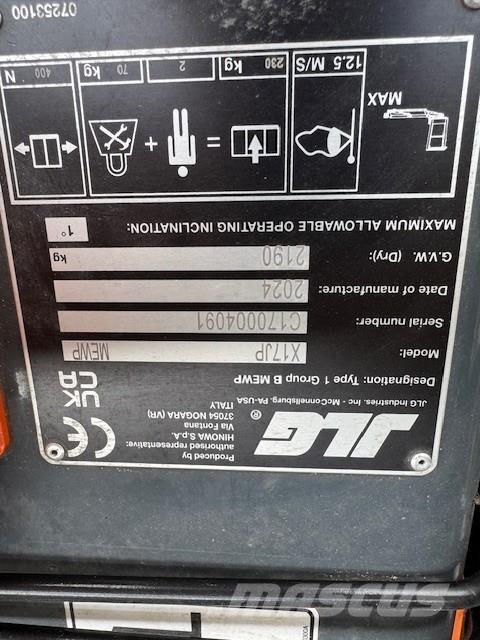 JLG ®
JLG Industries, Inc - McConnellsburg, PA-USA
Produced by
authorised representative:
HINOWA S.p.A.
Via Fontana
37054 NOGARA (VR)
ITALY
CE
UK CA
Designation: Type 1 Group B MEWP
Model: X17JP MEWP
Serial number: C170004091
Date of manufacture: 2024
G.V.W. (Dry): 2190 kg
MAXIMUM ALLOWABLE OPERATING INCLINATION: 1°
MAX
= +
12.5 M/S 230 kg 2 70 kg 400 N
07253100
JLG
MASCUS